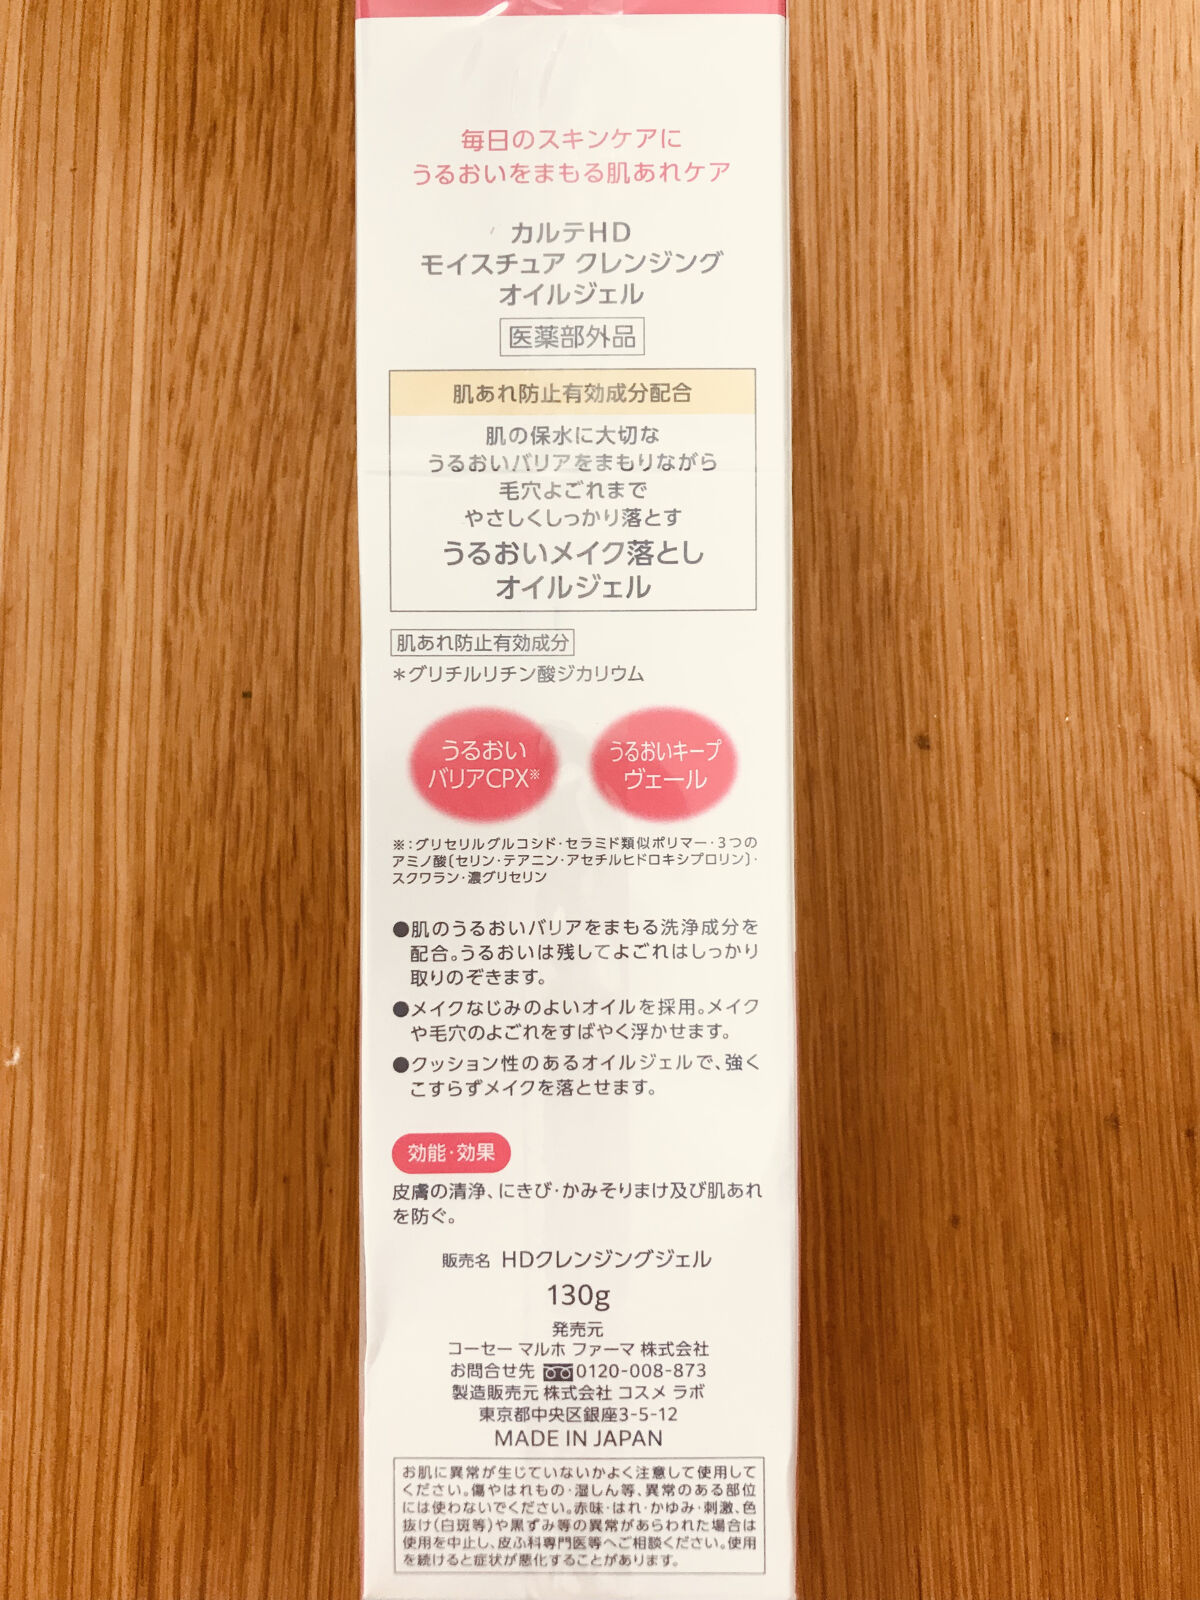 毎日のスキンケアに
うるおいをまもる肌あれケア
カルテHD
モイスチュア クレンジング
オイルジェル
医薬部外品
肌あれ防止有効成分配合
肌の保水に大切な
うるおいバリアをまもりながら
毛穴よごれまで
やさしくしっかり落とす
うるおいメイク落とし
オイルジェル
肌あれ防止有効成分
＊グリチルリチン酸ジカリウム
うるおい
バリアCPX※
うるおいキープ
ヴェール
※：グリセリルグルコシド・セラミド類似ポリマー・3つの
アミノ酸〔セリン・テアニン・アセチルヒドロキシプロリン〕・
スクワラン・濃グリセリン
●肌のうるおいバリアをまもる洗浄成分を
配合。うるおいは残してよごれはしっかり
取りのぞきます。
●メイクなじみのよいオイルを採用。メイク
や毛穴のよごれをすばやく浮かせます。
●クッション性のあるオイルジェルで、強く
こすらずメイクを落とせます。
効能・効果
皮膚の清浄、にきび・かみそりまけ及び肌あれ
を防ぐ。
販売名 HDクレンジングジェル
130g
発売元
コーセー マルホ ファーマ 株式会社
お問合せ先 0120-008-873
製造販売元 株式会社 コスメ ラボ
東京都中央区銀座3-5-12
MADE IN JAPAN
お肌に異常が生じていないかよく注意して使用して
ください。傷やはれもの・湿しん等、異常のある部位
には使わないでください。赤味・はれ・かゆみ・刺激、色
抜け(白斑等)や黒ずみ等の異常があらわれた場合は
使用を中止し、皮ふ科専門医等へご相談ください。使用
を続けると症状が悪化することがあります。